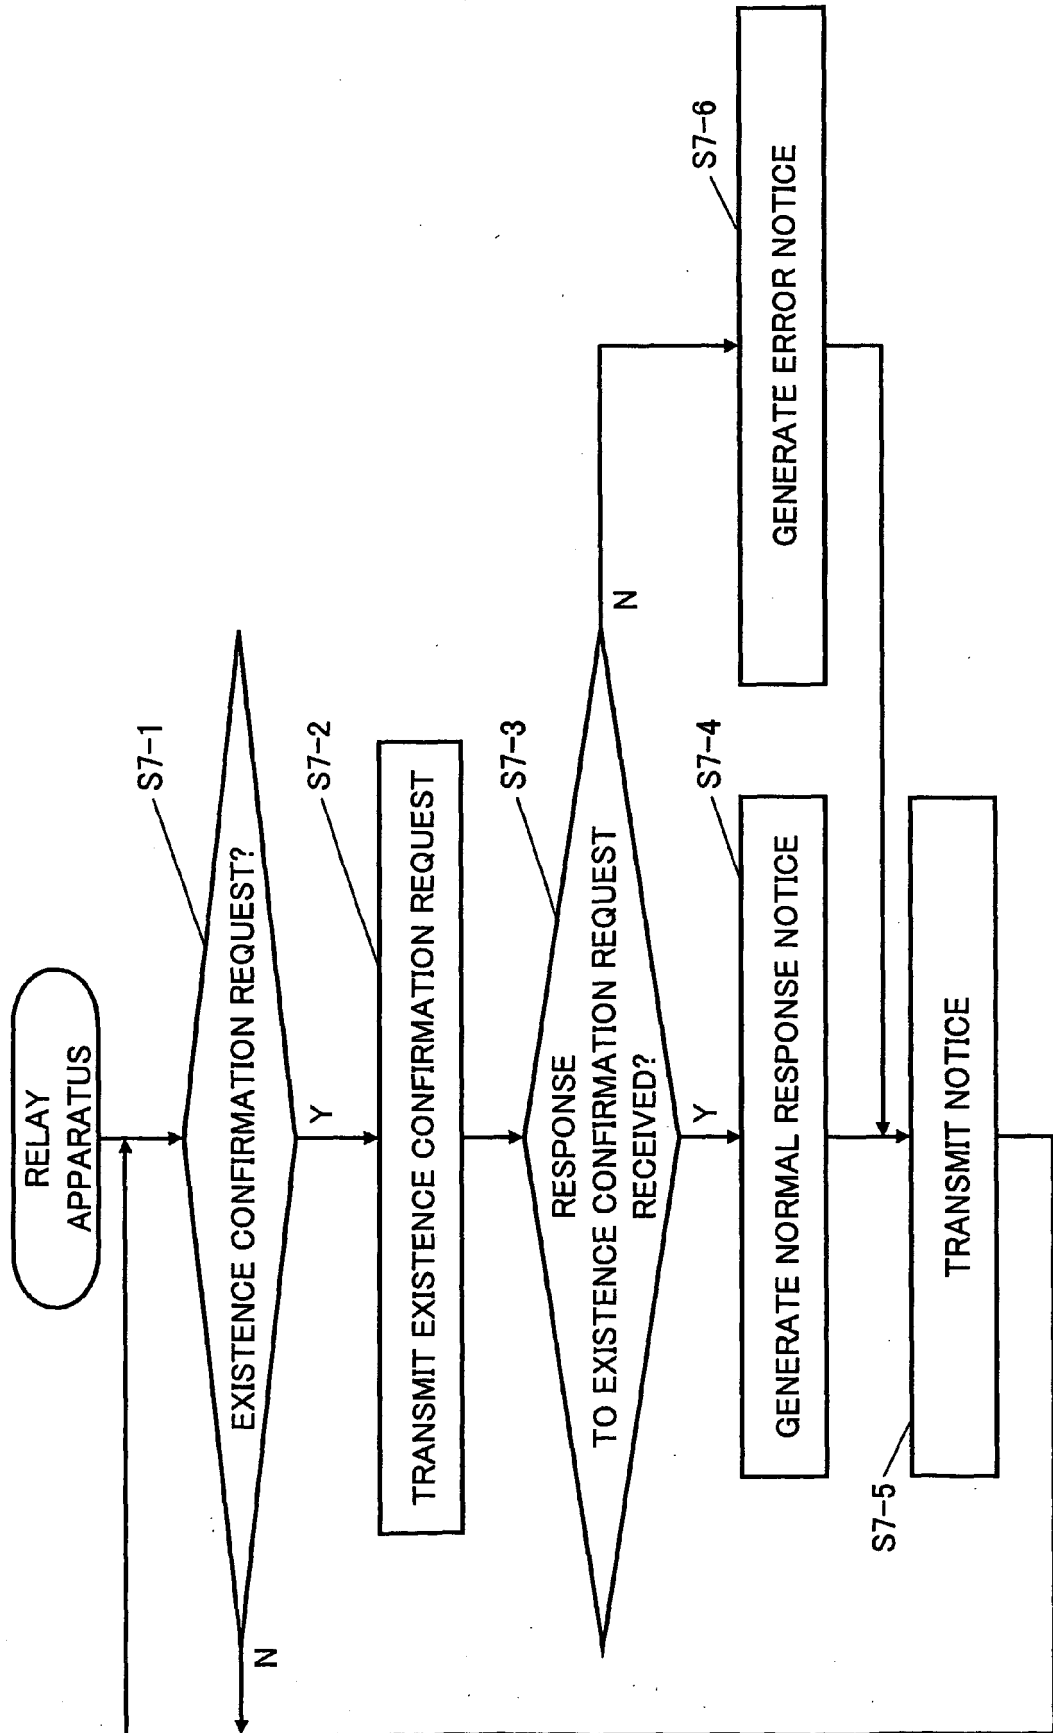 RELAY
APPARATUS
S7-1
EXISTENCE CONFIRMATION REQUEST?
N
Y
S7-2
TRANSMIT EXISTENCE CONFIRMATION REQUEST
S7-3
RESPONSE
TO EXISTENCE CONFIRMATION REQUEST
RECEIVED?
N
Y
S7-4
GENERATE NORMAL RESPONSE NOTICE
S7-6
GENERATE ERROR NOTICE
S7-5
TRANSMIT NOTICE